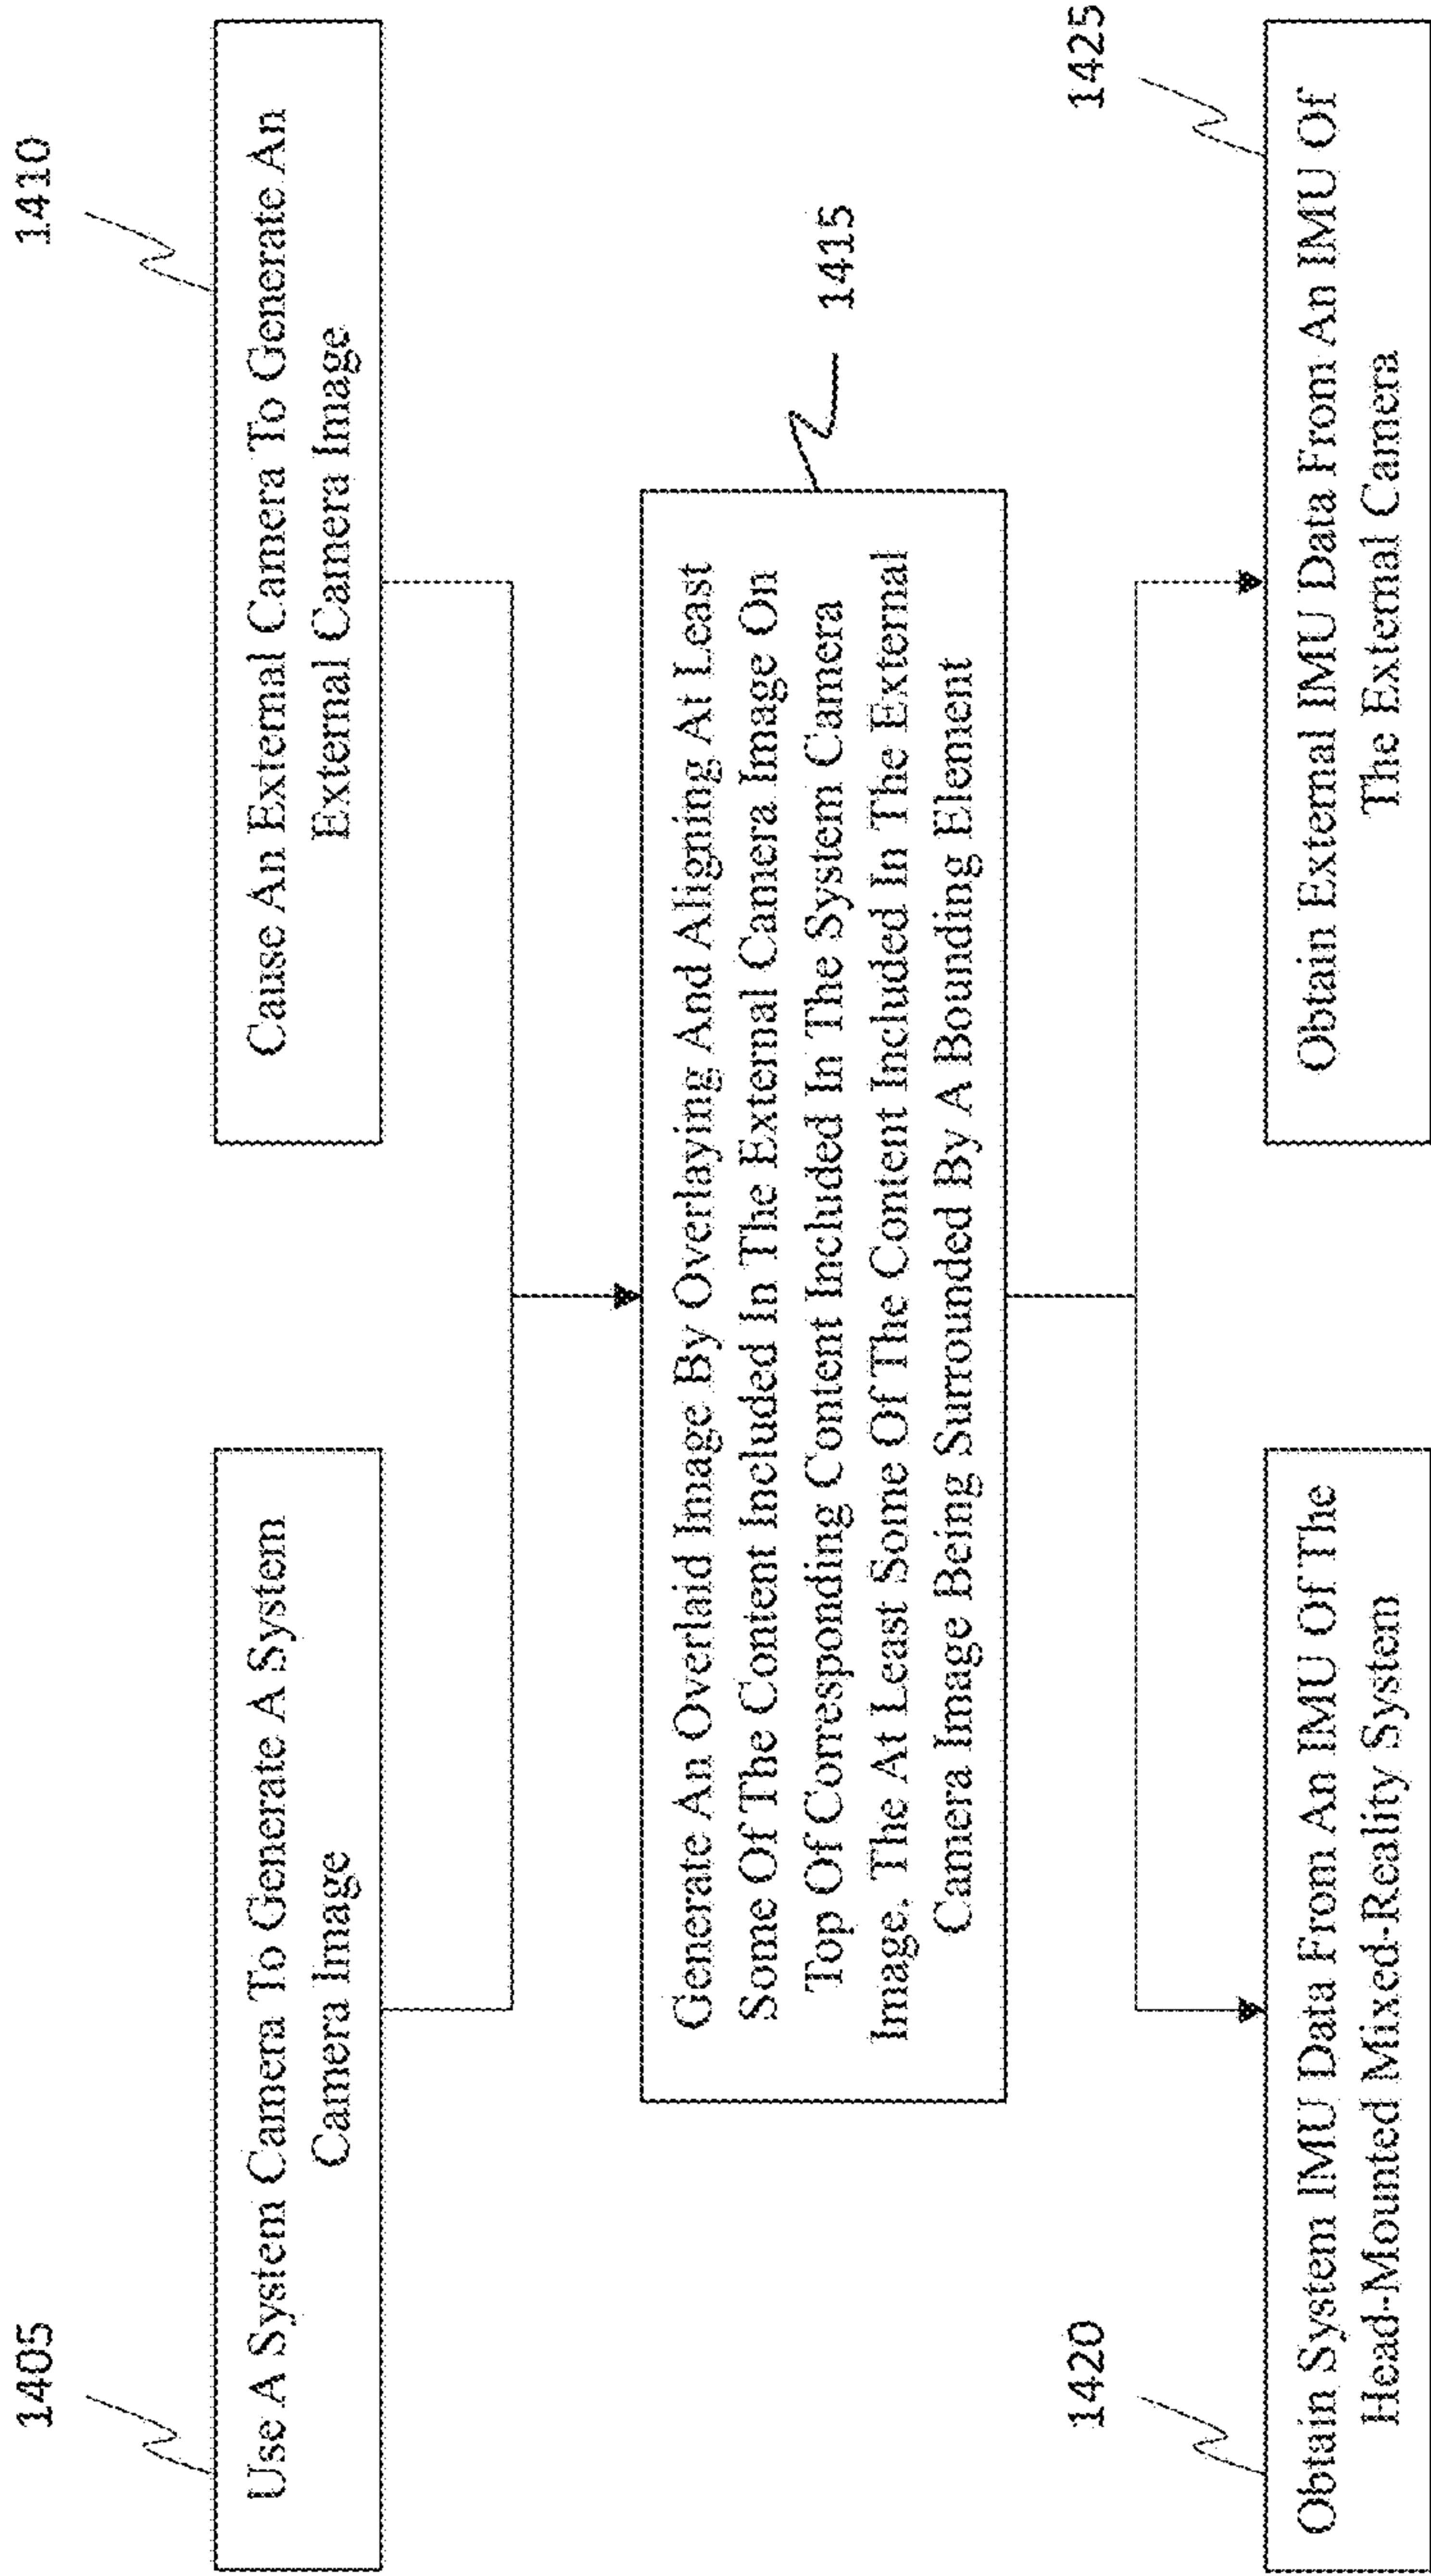 1405
Use A System Camera To Generate A System
Camera Image
1410
Cause An External Camera To Generate An
External Camera Image
1415
Generate An Overlaid Image By Overlaying And Aligning At Least
Some Of The Content Included In The External Camera Image On
Top Of Corresponding Content Included In The System Camera
Image, The At Least Some Of The Content Included In The External
Camera Image Being Surrounded By A Bounding Element
1420
Obtain System IMU Data From An IMU Of The
Head-Mounted Mixed-Reality System
1425
Obtain External IMU Data From An IMU Of
The External Camera